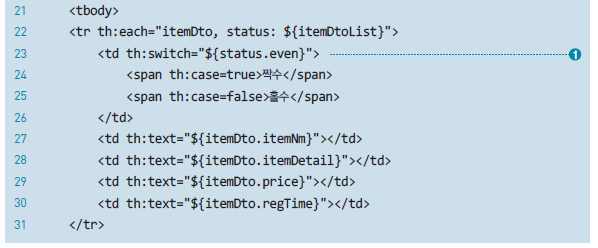 21 <tbody>
22 <tr th:each="itemDto, status: ${itemDtoList}">
23 <td th:switch="${status.even}"> 1
24 <span th:case=true>짝수</span>
25 <span th:case=false>홀수</span>
26 </td>
27 <td th:text="${itemDto.itemNm}"></td>
28 <td th:text="${itemDto.itemDetail}"></td>
29 <td th:text="${itemDto.price}"></td>
30 <td th:text="${itemDto.regTime}"></td>
31 </tr>